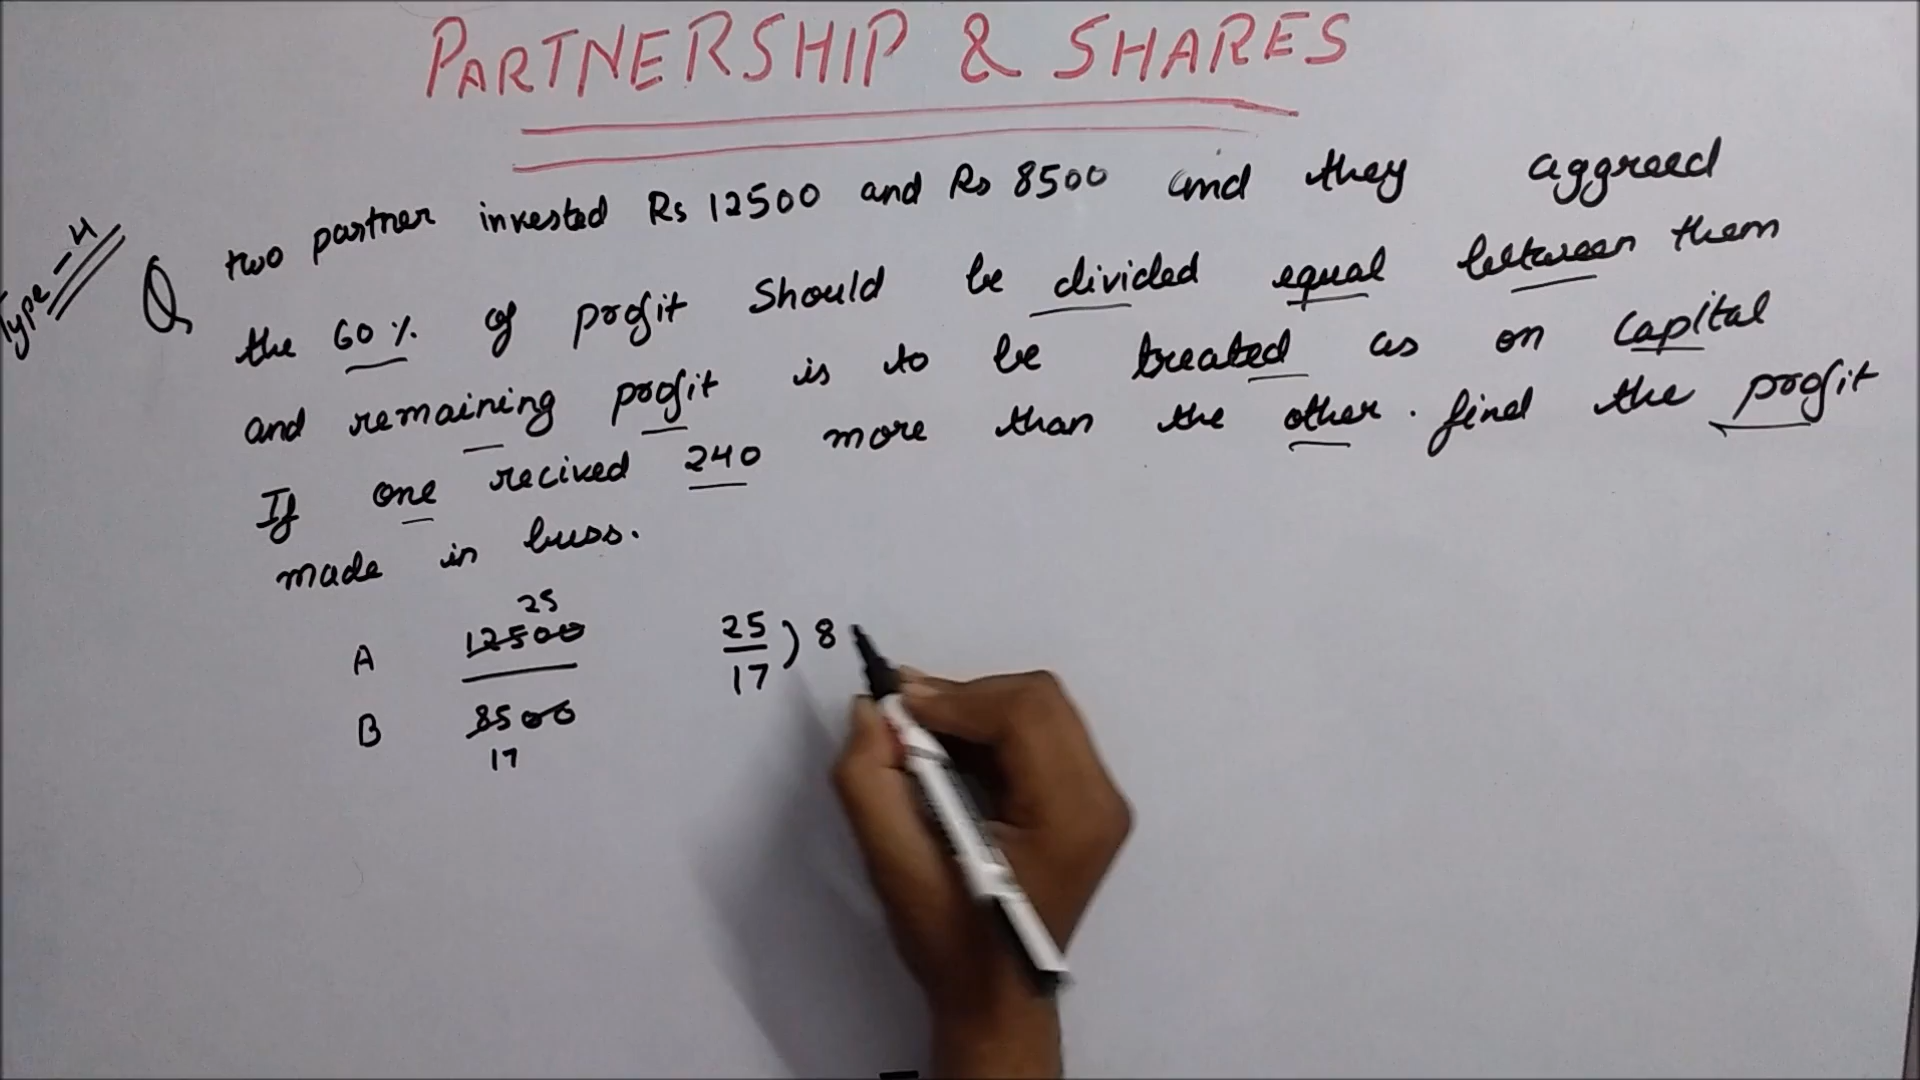 PARTNERSHIP & SHARES
Type-4
Q two partner invested Rs 12500 and Rs 8500 and they aggreed
the 60% of profit should be divided equal between them
and remaining profit is to be treated as on capital
If one recived 240 more than the other. find the profit
made in buss.
25
A 12500
B 8500
17
25
17 ) 8